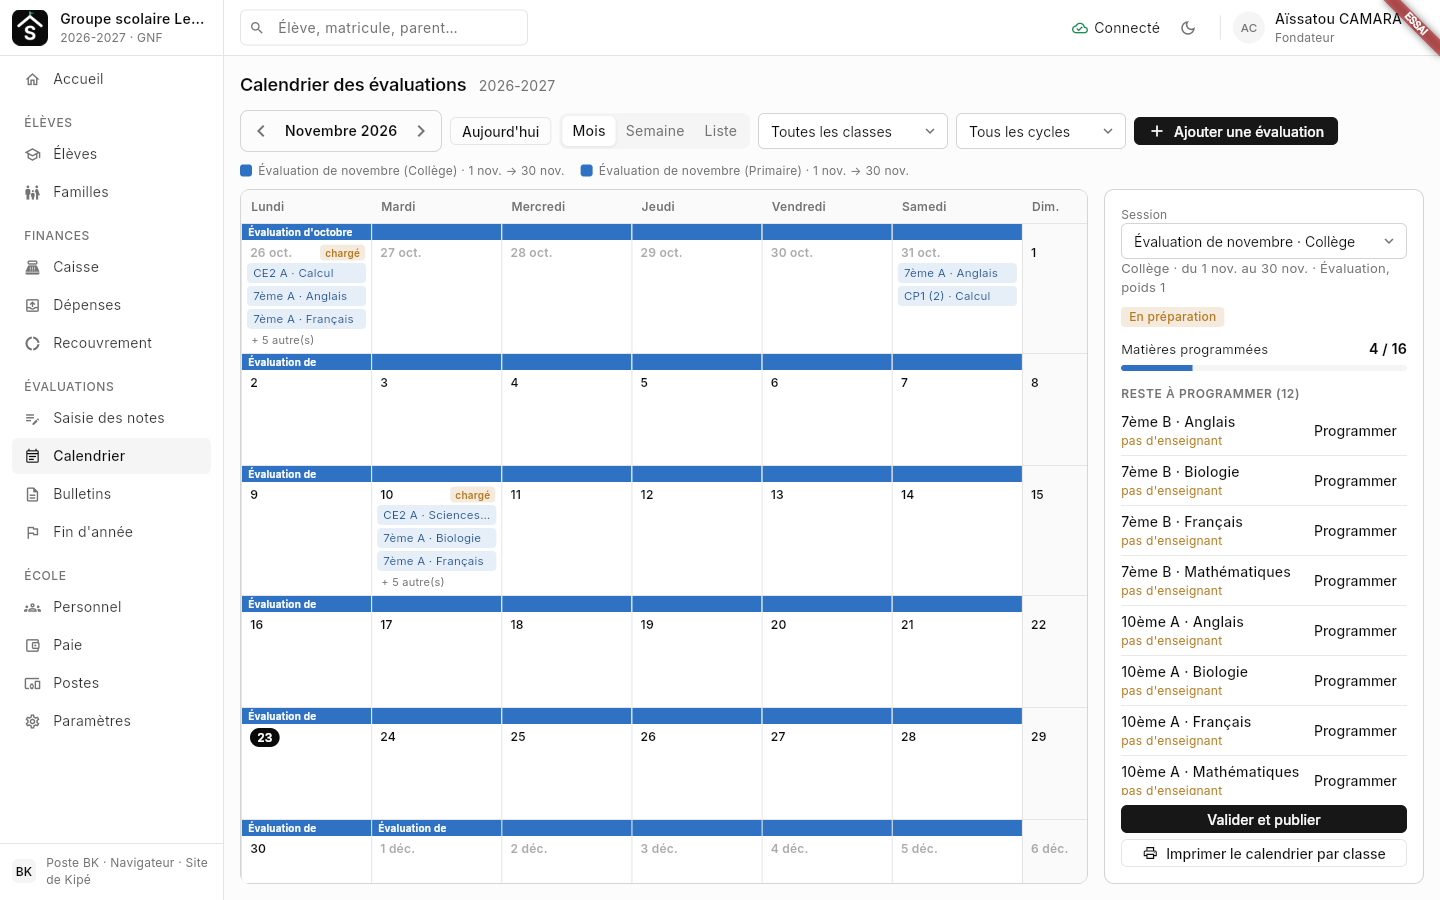 Groupe scolaire Le...
2026-2027 · GNF
Élève, matricule, parent...
Connecté
AC
Aïssatou CAMARA
Fondateur
ESSAI
Accueil
ÉLÈVES
Élèves
Familles
FINANCES
Caisse
Dépenses
Recouvrement
ÉVALUATIONS
Saisie des notes
Calendrier
Bulletins
Fin d'année
ÉCOLE
Personnel
Paie
Postes
Paramètres
BK
Poste BK · Navigateur · Site
de Kipé
Calendrier des évaluations 2026-2027
Novembre 2026
Aujourd'hui
Mois
Semaine
Liste
Toutes les classes
Tous les cycles
Ajouter une évaluation
Évaluation de novembre (Collège) · 1 nov. → 30 nov.
Évaluation de novembre (Primaire) · 1 nov. → 30 nov.
Lundi Mardi Mercredi Jeudi Vendredi Samedi Dim.
Évaluation d'octobre
26 oct. chargé 27 oct. 28 oct. 29 oct. 30 oct. 31 oct. 1
CE2 A · Calcul 7ème A · Anglais
7ème A · Anglais CP1 (2) · Calcul
7ème A · Français
+ 5 autre(s)
Évaluation de
2 3 4 5 6 7 8
Évaluation de
9 10 chargé 11 12 13 14 15
CE2 A · Sciences...
7ème A · Biologie
7ème A · Français
+ 5 autre(s)
Évaluation de
16 17 18 19 20 21 22
Évaluation de
23 24 25 26 27 28 29
Évaluation de Évaluation de
30 1 déc. 2 déc. 3 déc. 4 déc. 5 déc. 6 déc.
Session
Évaluation de novembre · Collège
Collège · du 1 nov. au 30 nov. · Évaluation,
poids 1
En préparation
Matières programmées 4 / 16
RESTE À PROGRAMMER (12)
7ème B · Anglais
pas d'enseignant
Programmer
7ème B · Biologie
pas d'enseignant
Programmer
7ème B · Français
pas d'enseignant
Programmer
7ème B · Mathématiques
pas d'enseignant
Programmer
10ème A · Anglais
pas d'enseignant
Programmer
10ème A · Biologie
pas d'enseignant
Programmer
10ème A · Français
pas d'enseignant
Programmer
10ème A · Mathématiques
pas d'enseignant
Programmer
Valider et publier
Imprimer le calendrier par classe